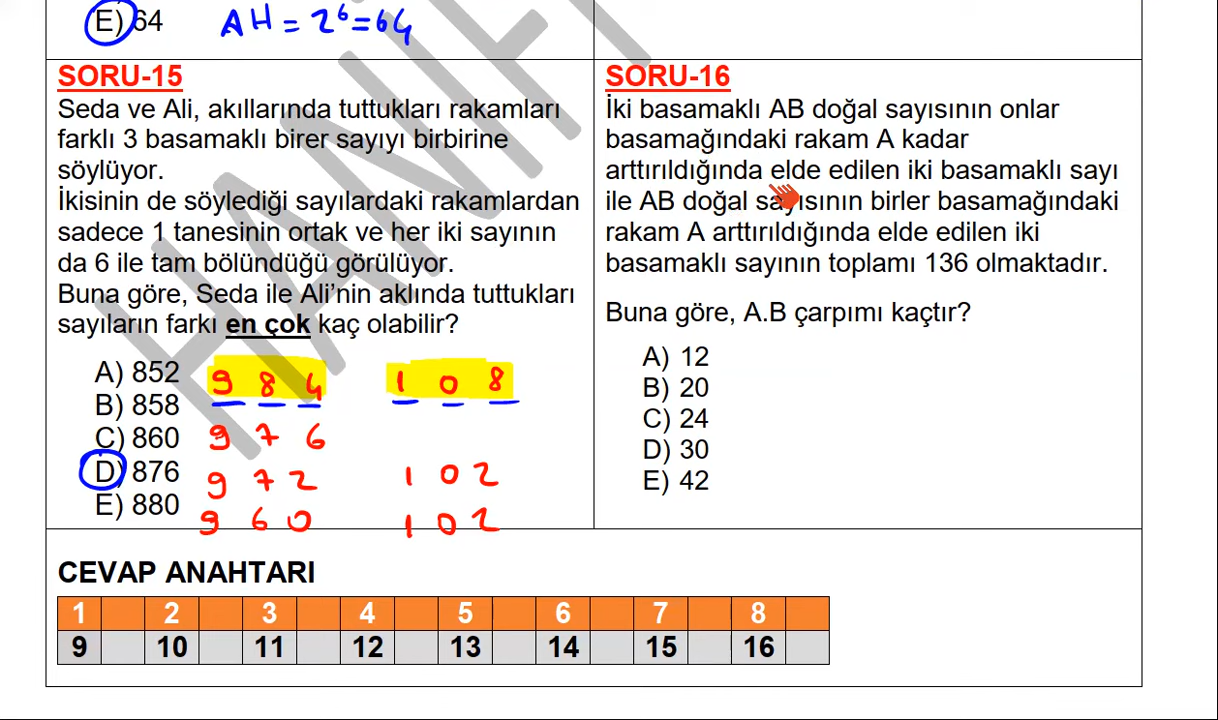 E) 64 AH = 2⁶ = 64
SORU-15
Seda ve Ali, akıllarında tuttukları rakamları
farklı 3 basamaklı birer sayıyı birbirine
söylüyor.
İkisinin de söylediği sayılardaki rakamlardan
sadece 1 tanesinin ortak ve her iki sayının
da 6 ile tam bölündüğü görülüyor.
Buna göre, Seda ile Ali’nin aklında tuttukları
sayıların farkı en çok kaç olabilir?
A) 852 9 8 4 1 0 8
B) 858
C) 860 9 7 6
D) 876 9 7 2 1 0 2
E) 880 9 6 0 1 0 2
SORU-16
İki basamaklı AB doğal sayısının onlar
basamağındaki rakam A kadar
arttırıldığında elde edilen iki basamaklı sayı
ile AB doğal sayısının birler basamağındaki
rakam A arttırıldığında elde edilen iki
basamaklı sayının toplamı 136 olmaktadır.
Buna göre, A.B çarpımı kaçtır?
A) 12
B) 20
C) 24
D) 30
E) 42
CEVAP ANAHTARI
1 2 3 4 5 6 7 8
9 10 11 12 13 14 15 16